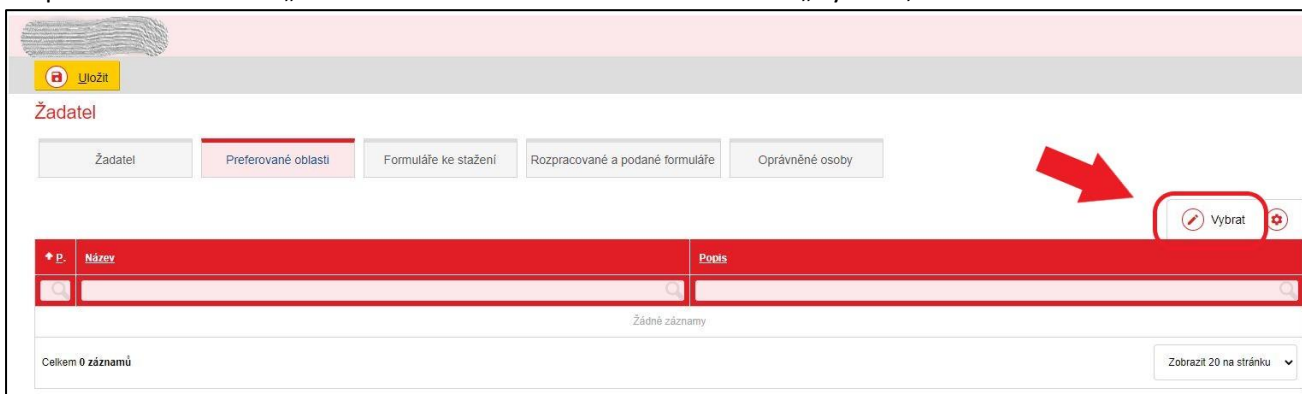 Uložit
Žadatel
Žadatel Preferované oblasti Formuláře ke stažení Rozpracované a podané formuláře Oprávněné osoby
Vybrat
P. Název Popis
Žádné záznamy
Celkem 0 záznamů Zobrazit 20 na stránku